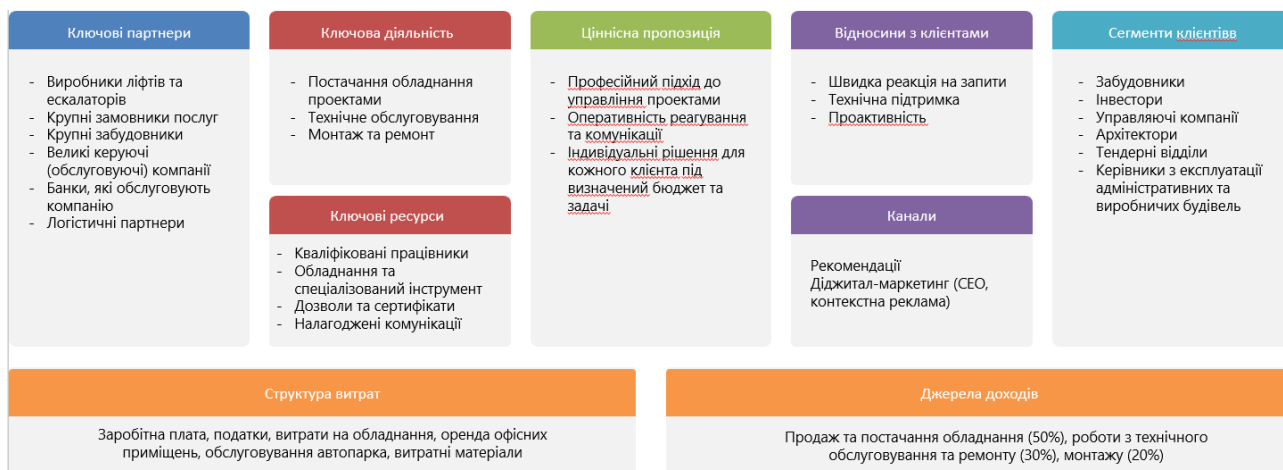 Ключові партнери
- Виробники ліфтів та
ескалаторів
- Крупні замовники послуг
- Крупні забудовники
- Великі керуючі
(обслуговуючі) компанії
- Банки, які обслуговують
компанію
- Логістичні партнери
Ключова діяльність
- Постачання обладнання
проектами
- Технічне обслуговування
- Монтаж та ремонт
Ключові ресурси
- Кваліфіковані працівники
- Обладнання та
спеціалізований інструмент
- Дозволи та сертифікати
- Налагоджені комунікації
Ціннісна пропозиція
- Професійний підхід до
управління проектами
- Оперативність реагування
та комунікації
- Індивідуальні рішення для
кожного клієнта під
визначений бюджет та
задачі
Відносини з клієнтами
- Швидка реакція на запити
- Технічна підтримка
- Проактивність
Канали
Рекомендації
Діджитал-маркетинг (СЕО,
контекстна реклама)
Сегменти клієнтівв
- Забудовники
- Інвестори
- Управляючі компанії
- Архітектори
- Тендерні відділи
- Керівники з експлуатації
адміністративних та
виробничих будівель
Структура витрат
Заробітна плата, податки, витрати на обладнання, оренда офісних
приміщень, обслуговування автопарка, витратні матеріали
Джерела доходів
Продаж та постачання обладнання (50%), роботи з технічного
обслуговування та ремонту (30%), монтажу (20%)